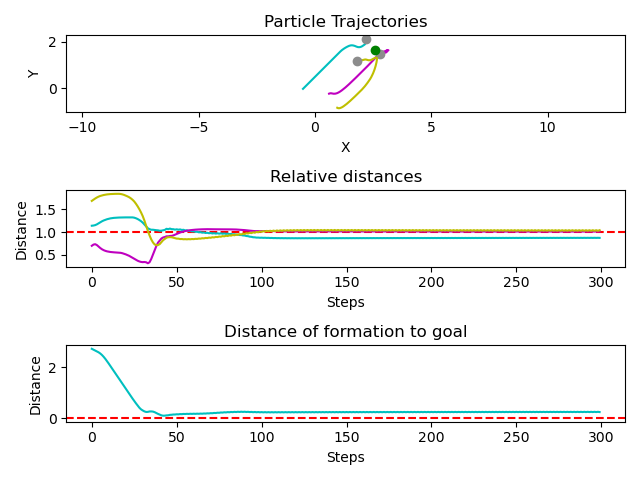 Particle Trajectories
2
0
Y
−10
−5
0
5
10
X
Relative distances
1.5
1.0
0.5
Distance
0
50
100
150
200
250
300
Steps
Distance of formation to goal
2
0
Distance
0
50
100
150
200
250
300
Steps